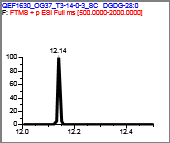 QEF1630_OG37_T3-14-0-3_SC DGDG-28:0
F: FTMS + p ESI Full ms [500.0000-2000.0000]
12.14
100
80
60
40
20
0
12.0 12.2 12.4